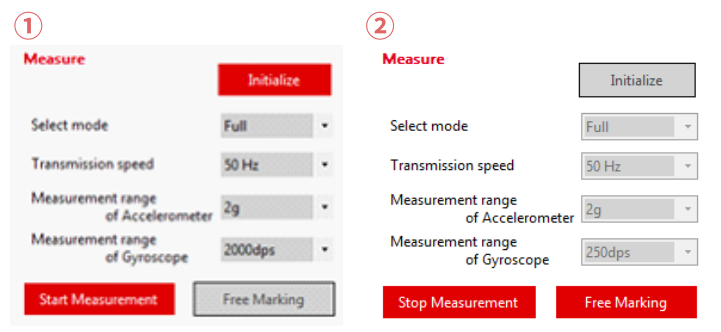 ①
Measure
Initialize
Select mode Full
Transmission speed 50 Hz
Measurement range
of Accelerometer 2g
Measurement range
of Gyroscope 2000dps
Start Measurement Free Marking
②
Measure
Initialize
Select mode Full
Transmission speed 50 Hz
Measurement range
of Accelerometer 2g
Measurement range
of Gyroscope 250dps
Stop Measurement Free Marking